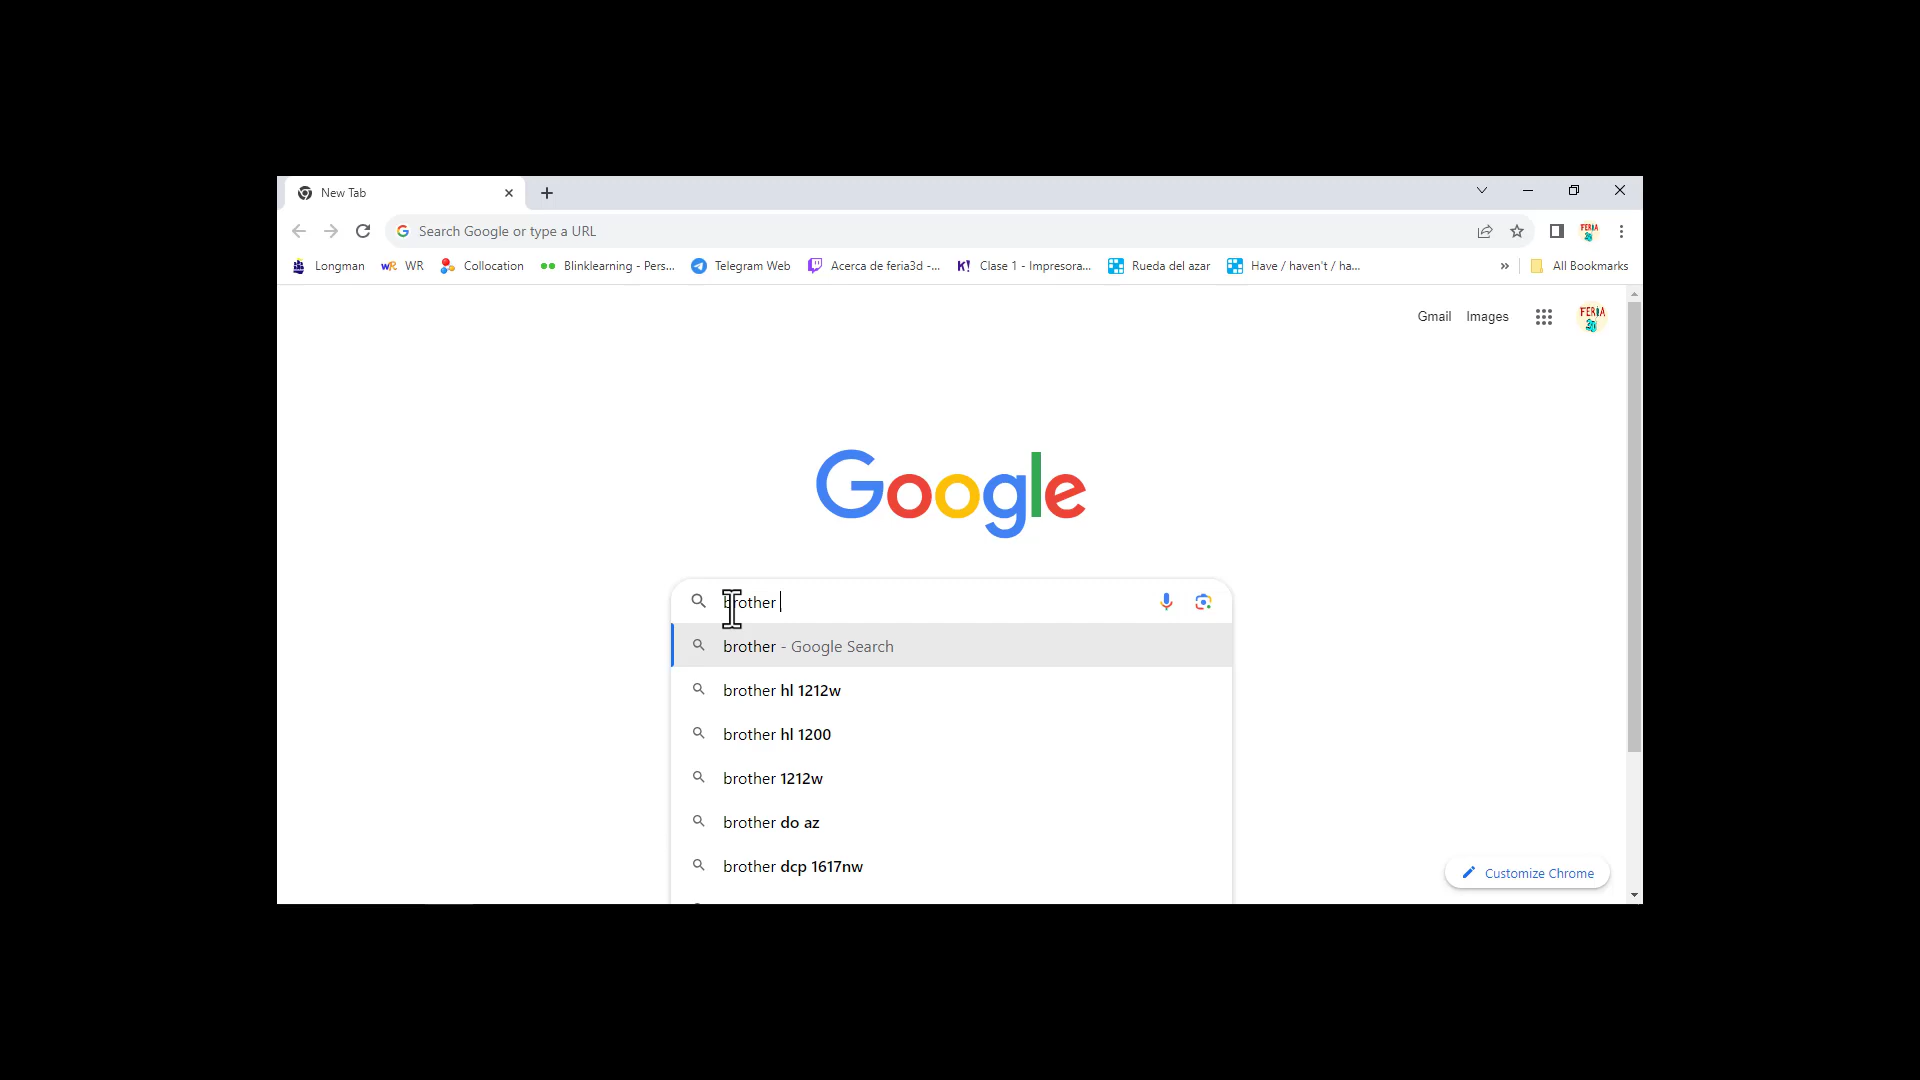 New Tab
Search Google or type a URL
Longman WR Collocation Blinklearning - Pers... Telegram Web Acerca de feria3d -... K! Clase 1 - Impresora... Rueda del azar Have / haven't / ha... » All Bookmarks
Gmail Images
FERIA
Google
brother
brother - Google Search
brother hl 1212w
brother hl 1200
brother 1212w
brother do az
brother dcp 1617nw
Customize Chrome